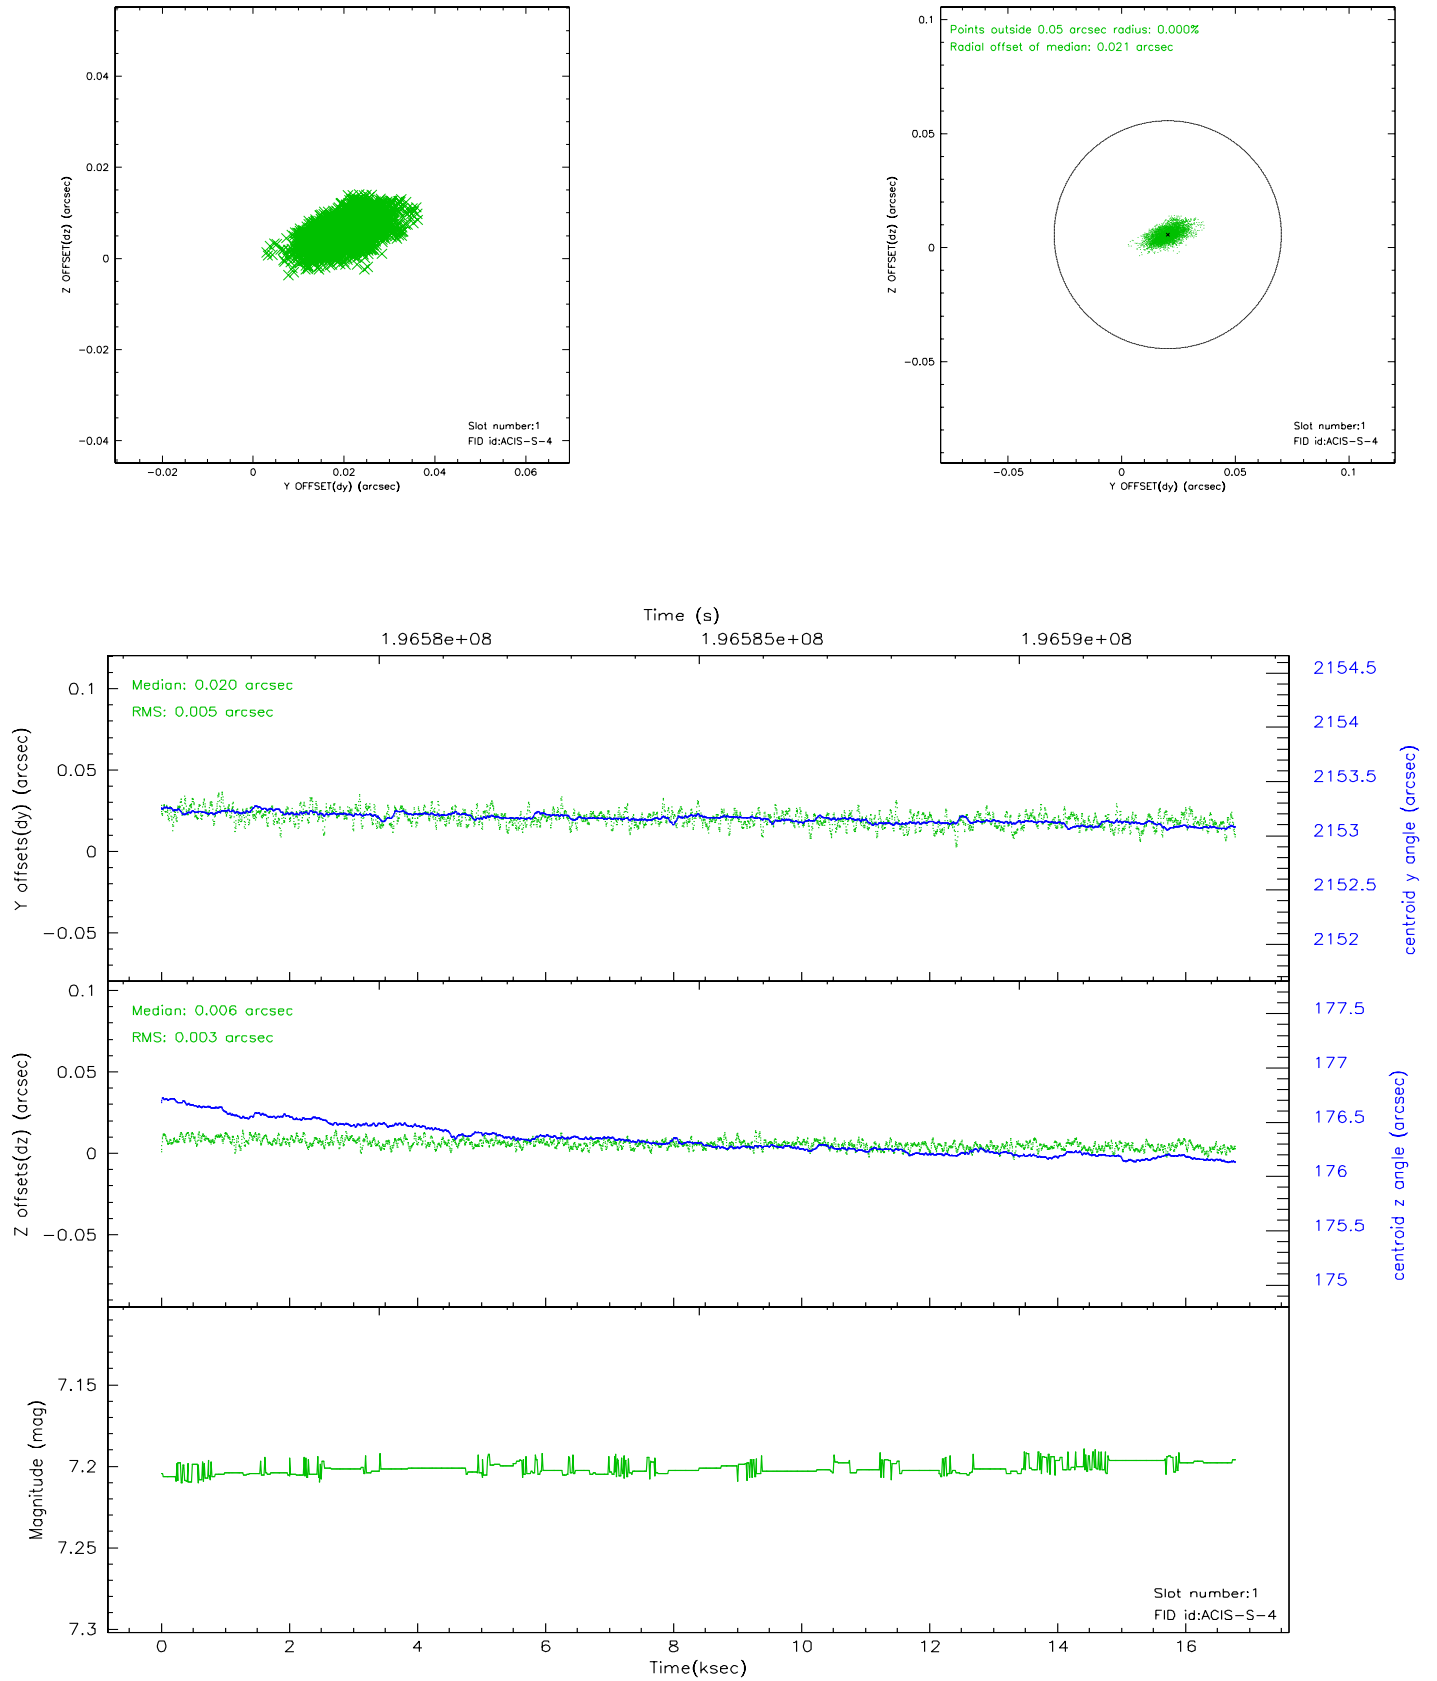 0.04
0.02
0
−0.02
−0.04
Z OFFSET(dz) (arcsec)
Slot number:1
FID id:ACIS−S−4
−0.02 0 0.02 0.04 0.06
Y OFFSET(dy) (arcsec)
Points outside 0.05 arcsec radius: 0.000%
Radial offset of median: 0.021 arcsec
0.1
0.05
0
−0.05
Z OFFSET(dz) (arcsec)
Slot number:1
FID id:ACIS−S−4
−0.05 0 0.05 0.1
Y OFFSET(dy) (arcsec)
Time (s)
1.9658e+08 1.96585e+08 1.9659e+08
Median: 0.020 arcsec
RMS: 0.005 arcsec
0.1
0.05
0
−0.05
Y offsets(dy) (arcsec)
2154.5
2154
2153.5
2153
2152.5
2152
centroid y angle (arcsec)
Median: 0.006 arcsec
RMS: 0.003 arcsec
0.1
0.05
0
−0.05
Z offsets(dz) (arcsec)
177.5
177
176.5
176
175.5
175
centroid z angle (arcsec)
7.15
7.2
7.25
7.3
Magnitude (mag)
Slot number:1
FID id:ACIS−S−4
0 2 4 6 8 10 12 14 16
Time(ksec)